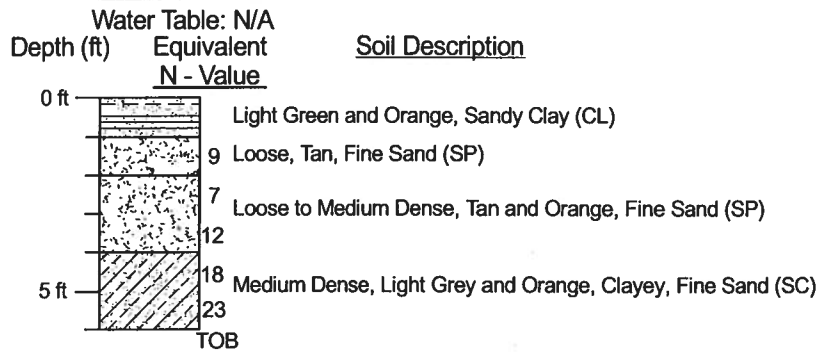 Water Table: N/A
Depth (ft) Equivalent Soil Description
N - Value
0 ft
Light Green and Orange, Sandy Clay (CL)
9 Loose, Tan, Fine Sand (SP)
7
Loose to Medium Dense, Tan and Orange, Fine Sand (SP)
12
18
5 ft Medium Dense, Light Grey and Orange, Clayey, Fine Sand (SC)
23
TOB